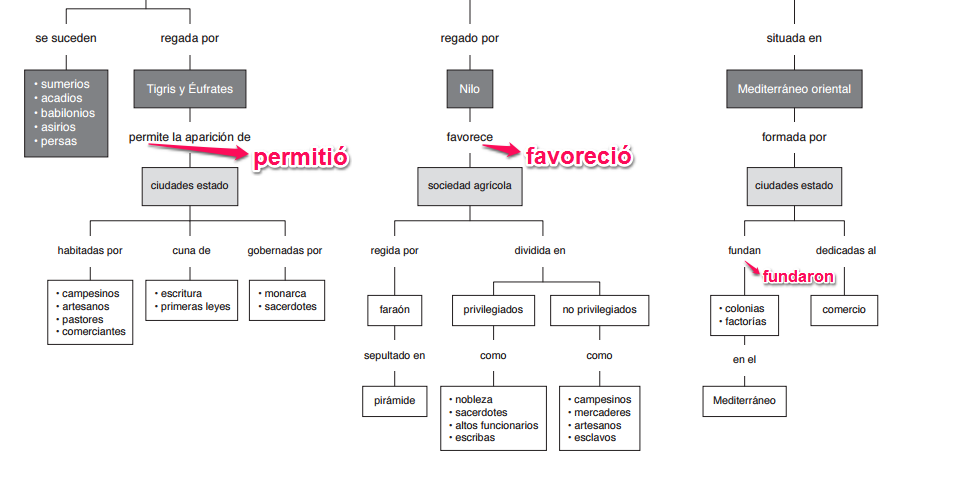 se suceden
regada por
regado por
situada en
• sumerios
• acadios
• babilonios
• asirios
• persas
Tigris y Éufrates
Nilo
Mediterráneo oriental
permite la aparición de
permitió
favorece
favoreció
formada por
ciudades estado
sociedad agrícola
ciudades estado
habitadas por
cuna de
gobernadas por
regida por
dividida en
fundan
fundaron
dedicadas al
• campesinos
• artesanos
• pastores
• comerciantes
• escritura
• primeras leyes
• monarca
• sacerdotes
faraón
privilegiados
no privilegiados
• colonias
• factorías
comercio
sepultado en
como
como
en el
pirámide
• nobleza
• sacerdotes
• altos funcionarios
• escribas
• campesinos
• mercaderes
• artesanos
• esclavos
Mediterráneo